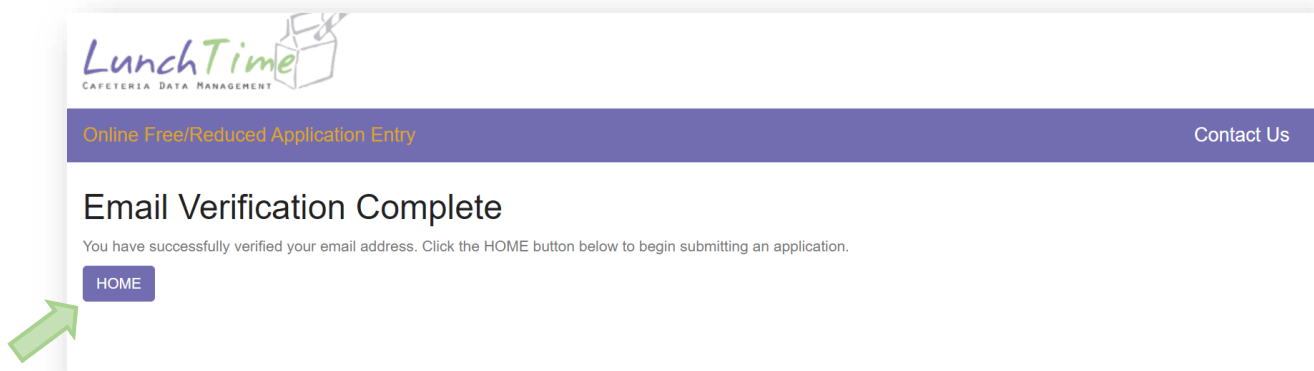 LunchTime
CAFETERIA DATA MANAGEMENT
Online Free/Reduced Application Entry
Contact Us
Email Verification Complete
You have successfully verified your email address. Click the HOME button below to begin submitting an application.
HOME